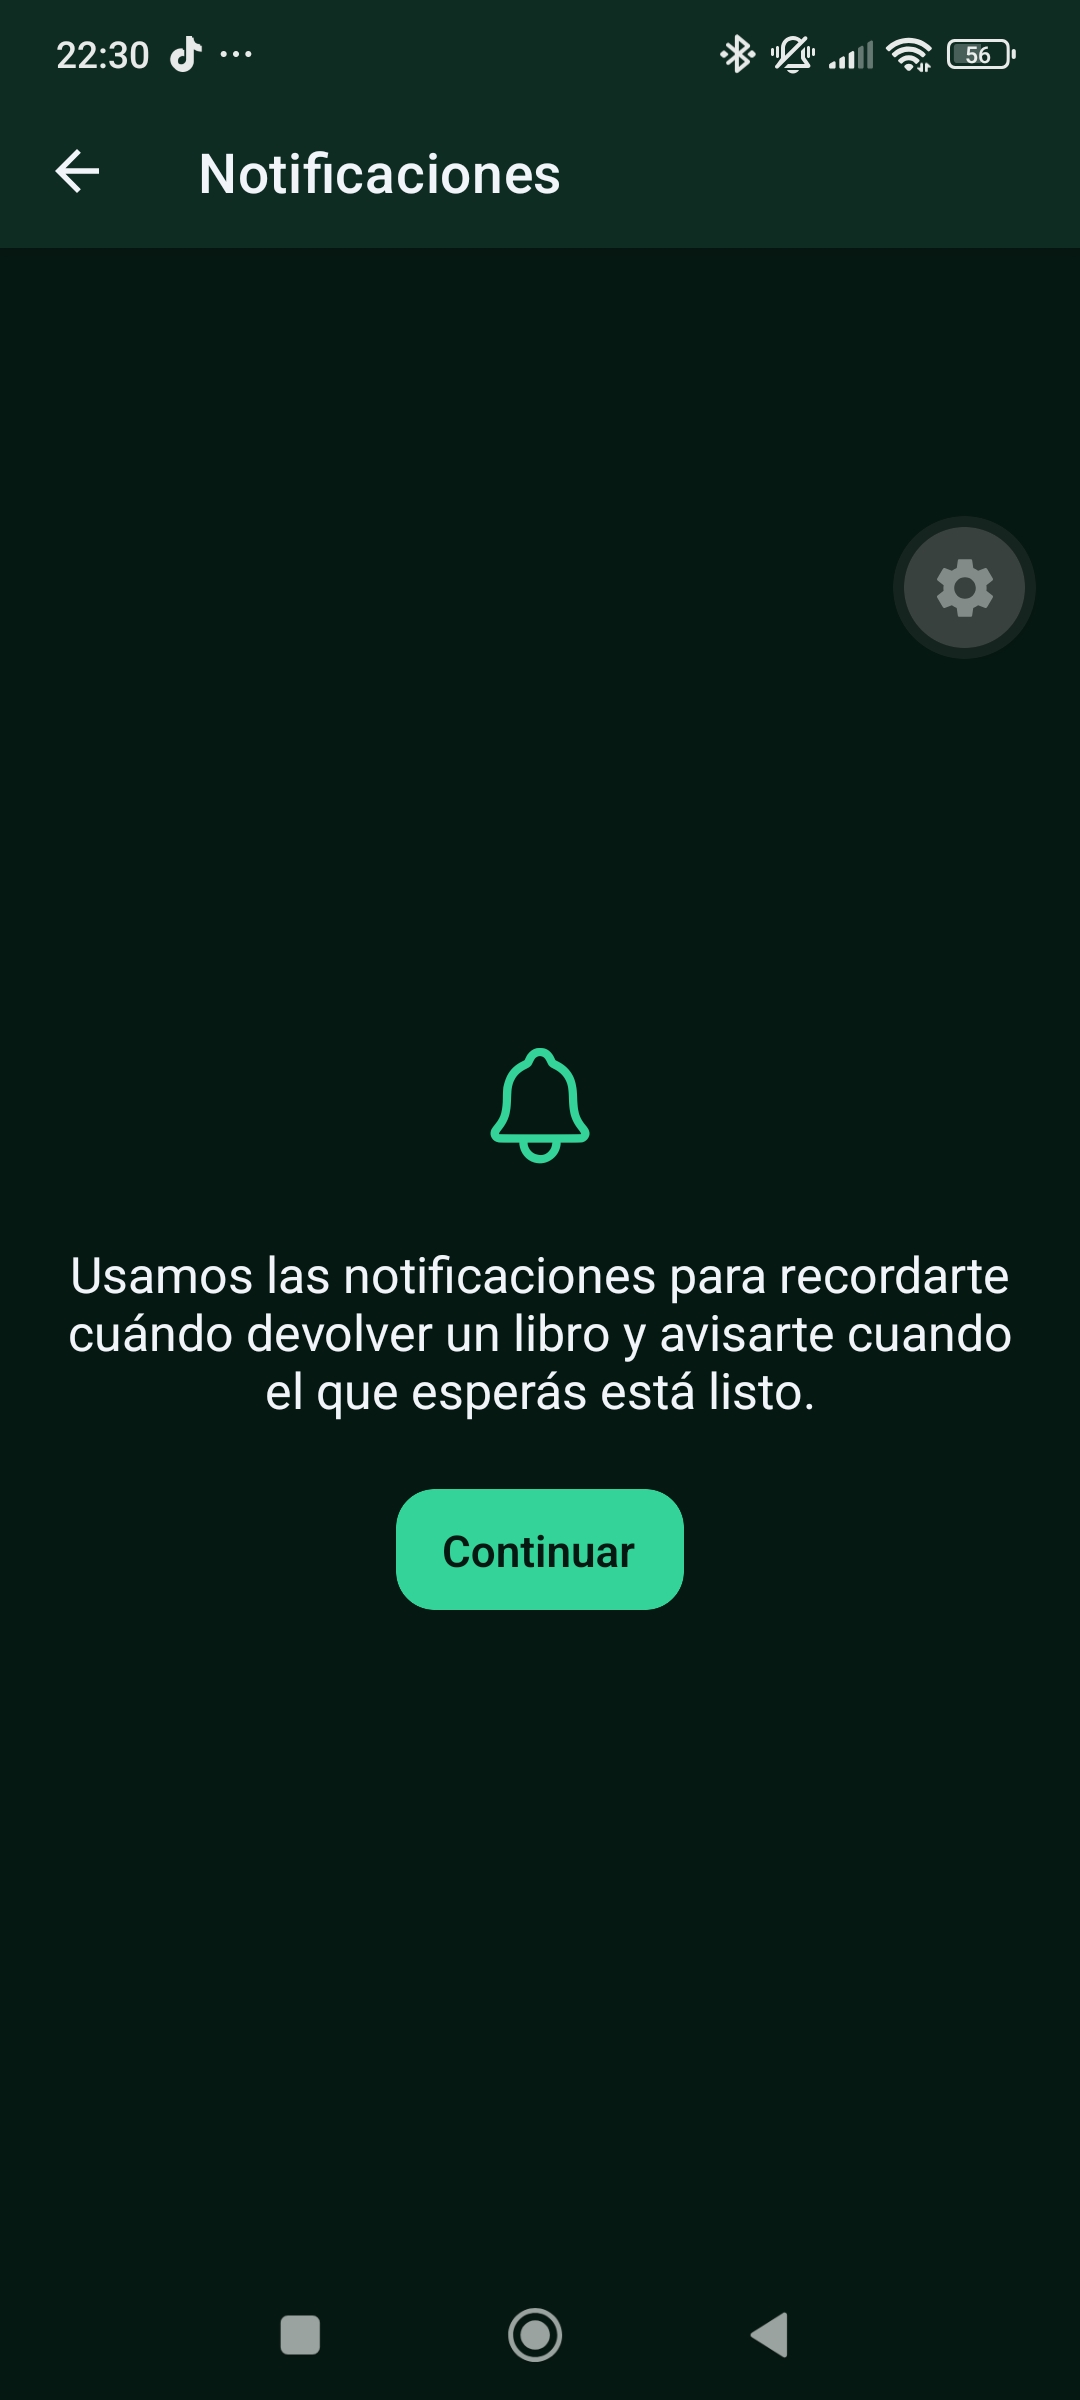 22:30
56
Notificaciones
Usamos las notificaciones para recordarte
cuándo devolver un libro y avisarte cuando
el que esperás está listo.
Continuar